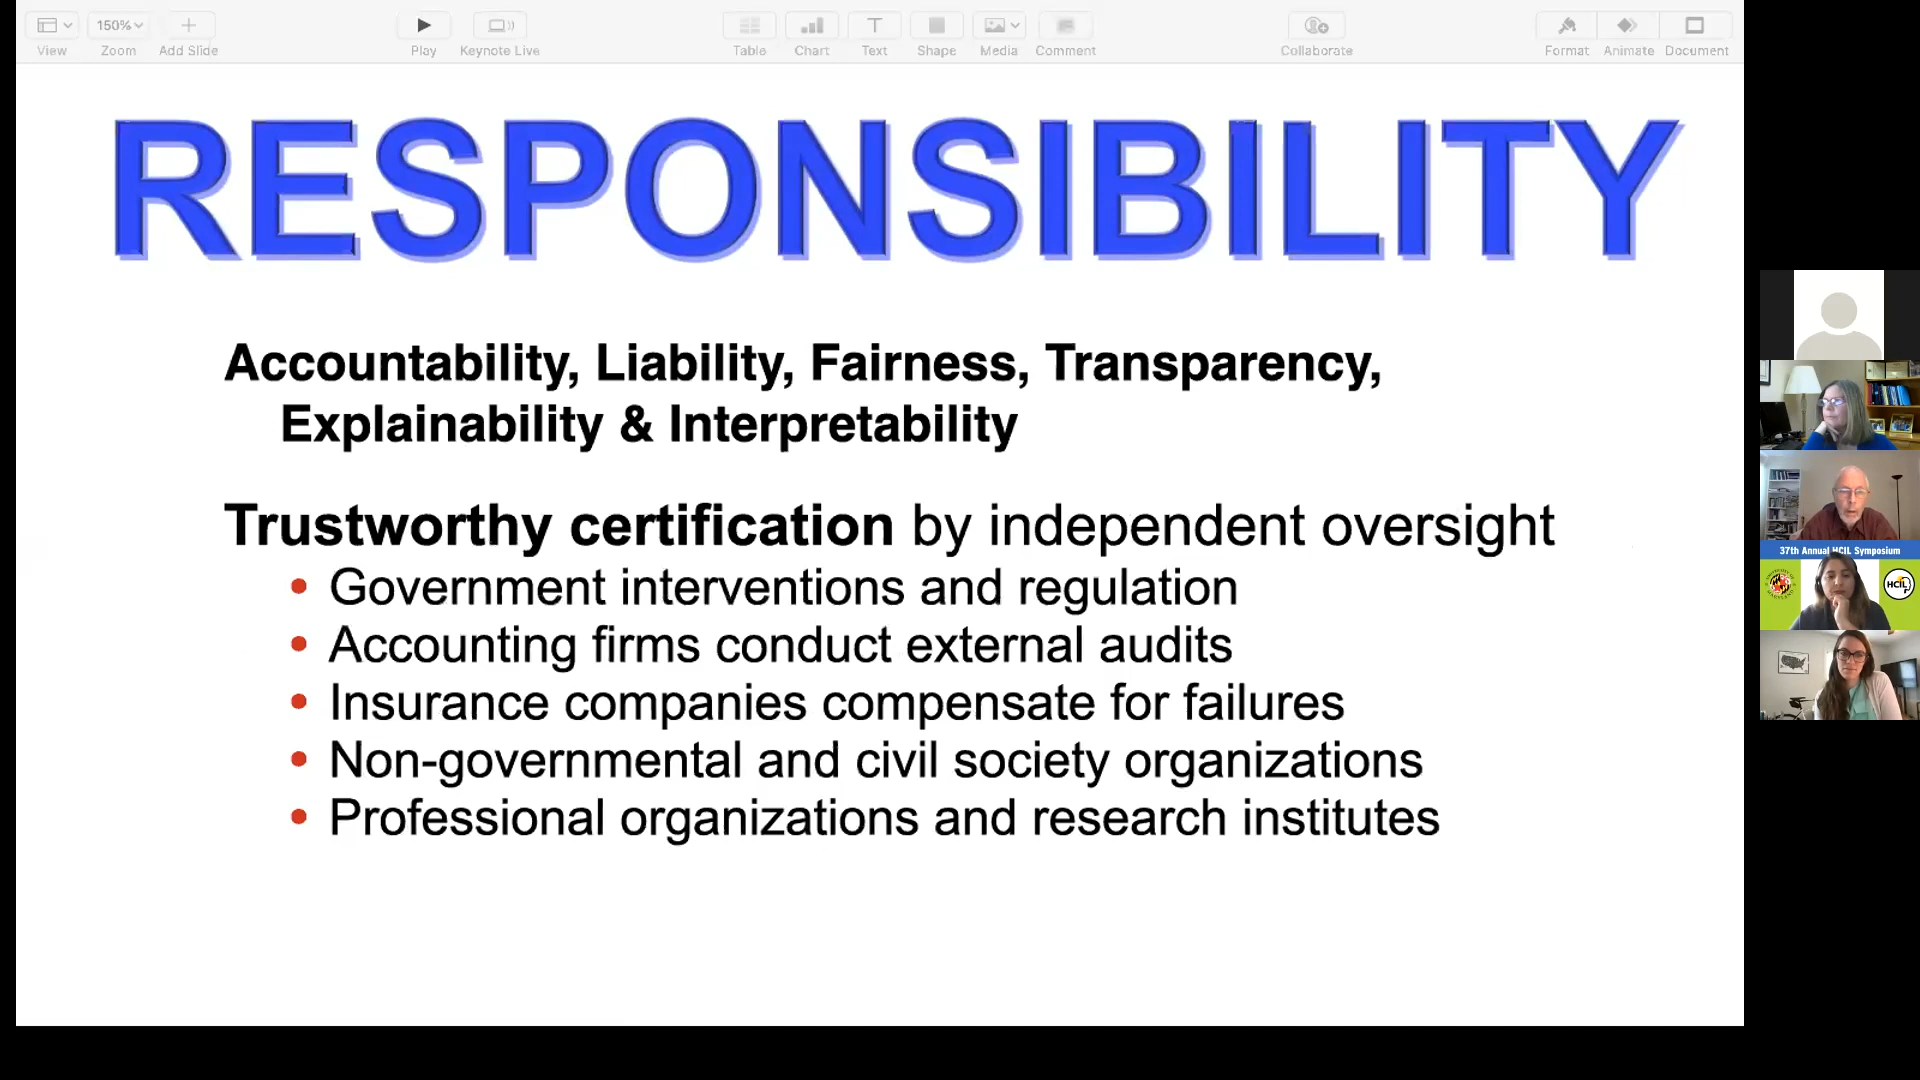 150%
View
Zoom
Add Slide
Play
Keynote Live
Table
Chart
Text
Shape
Media
Comment
Collaborate
Format
Animate
Document
RESPONSIBILITY
Accountability, Liability, Fairness, Transparency,
Explainability & Interpretability
Trustworthy certification by independent oversight
• Government interventions and regulation
• Accounting firms conduct external audits
• Insurance companies compensate for failures
• Non-governmental and civil society organizations
• Professional organizations and research institutes
37th Annual HCIL Symposium
HCIL